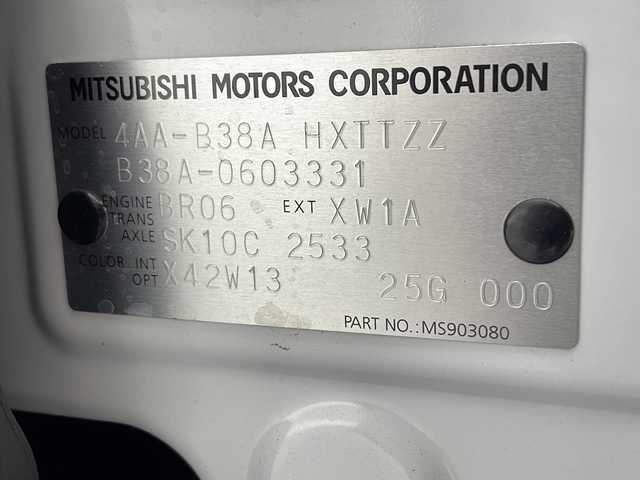 MITSUBISHI MOTORS CORPORATION
MODEL 4AA-B38A HXTTZZ
B38A-0603331
ENGINE BR06 EXT XW1A
TRANS
AXLE SK10C 2533
COLOR. INT X42W13 25G 000
OPT
PART NO.:MS903080